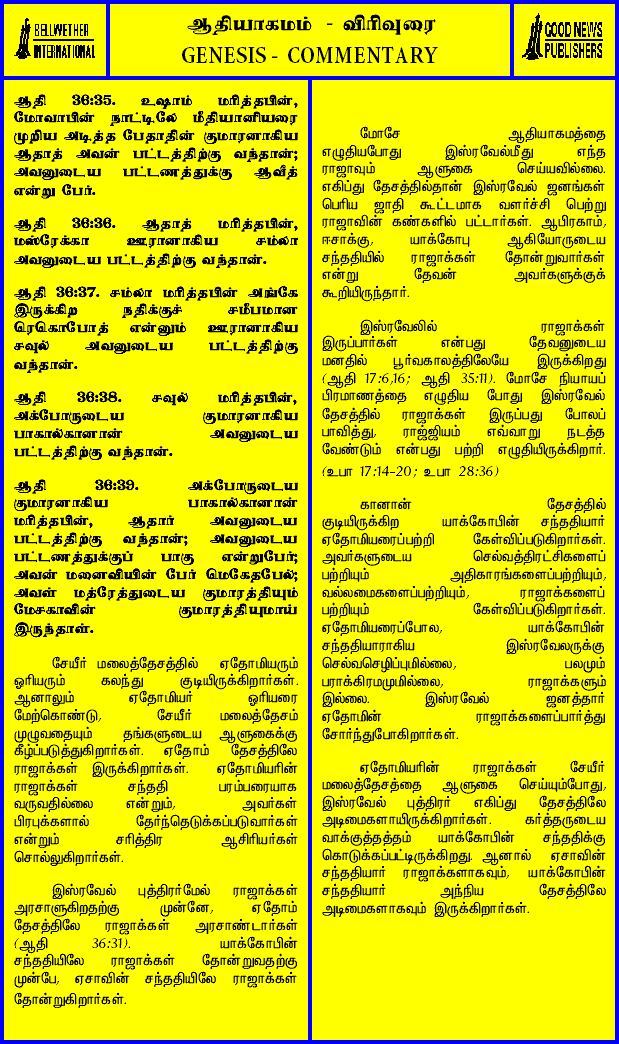 BELLWETHER
INTERNATIONAL
ஆதியாகமம் - விரிவுரை
GENESIS - COMMENTARY
GOOD NEWS
PUBLISHERS
ஆதி 36:35. உஷாம் மரித்தபின்,
மோவாபின் நாட்டிலே மீதியானியரை
முறிய அடித்த பேதாதின் குமாரனாகிய
ஆதாத் அவன் பட்டத்திற்கு வந்தான்;
அவனுடைய பட்டணத்துக்கு ஆவீத்
என்று பேர்.
ஆதி 36:36. ஆதாத் மரித்தபின்,
மஸ்ரேக்கா ஊரானாகிய சம்லா
அவனுடைய பட்டத்திற்கு வந்தான்.
ஆதி 36:37. சம்லா மரித்தபின் அங்கே
இருக்கிற நதிக்குச் சமீபமான
ரெகொபோத் என்னும் ஊரானாகிய
சவுல் அவனுடைய பட்டத்திற்கு
வந்தான்.
ஆதி 36:38. சவுல் மரித்தபின்,
அக்போருடைய குமாரனாகிய
பாகால்கானான் அவனுடைய
பட்டத்திற்கு வந்தான்.
ஆதி 36:39. அக்போருடைய
குமாரனாகிய பாகால்கானான்
மரித்தபின், ஆதார் அவனுடைய
பட்டத்திற்கு வந்தான்; அவனுடைய
பட்டணத்துக்குப் பாகு என்றுபேர்;
அவன் மனைவியின் பேர் மெகேதபேல்;
அவள் மத்ரேத்துடைய குமாரத்தியும்
மேசகாவின் குமாரத்தியுமாய்
இருந்தாள்.
சேயீர் மலைத்தேசத்தில் ஏதோமியரும்
ஓரியரும் கலந்து குடியிருக்கிறார்கள்.
ஆனாலும் ஏதோமியர் ஓரியரை
மேற்கொண்டு, சேயீர் மலைத்தேசம்
முழுவதையும் தங்களுடைய ஆளுகைக்கு
கீழ்ப்படுத்துகிறார்கள். ஏதோம் தேசத்திலே
ராஜாக்கள் இருக்கிறார்கள். ஏதோமியரின்
ராஜாக்கள் சந்ததி பரம்பரையாக
வருவதில்லை என்றும், அவர்கள்
பிரபுக்களால் தேர்ந்தெடுக்கப்படுவார்கள்
என்றும் சரித்திர ஆசிரியர்கள்
சொல்லுகிறார்கள்.
இஸ்ரவேல் புத்திரர்மேல் ராஜாக்கள்
அரசாளுகிறதற்கு முன்னே, ஏதோம்
தேசத்திலே ராஜாக்கள் அரசாண்டார்கள்
(ஆதி 36:31). யாக்கோபின்
சந்ததியிலே ராஜாக்கள் தோன்றுவதற்கு
முன்பே, ஏசாவின் சந்ததியிலே ராஜாக்கள்
தோன்றுகிறார்கள்.
மோசே ஆதியாகமத்தை
எழுதியபோது இஸ்ரவேல்மீது எந்த
ராஜாவும் ஆளுகை செய்யவில்லை.
எகிப்து தேசத்தில்தான் இஸ்ரவேல் ஜனங்கள்
பெரிய ஜாதி கூட்டமாக வளர்ச்சி பெற்று
ராஜாவின் கண்களில் பட்டார்கள். ஆபிரகாம்,
ஈசாக்கு, யாக்கோபு ஆகியோருடைய
சந்ததியில் ராஜாக்கள் தோன்றுவார்கள்
என்று தேவன் அவர்களுக்குக்
கூறியிருந்தார்.
இஸ்ரவேலில் ராஜாக்கள்
இருப்பார்கள் என்பது தேவனுடைய
மனதில் பூர்வகாலத்திலேயே இருக்கிறது
(ஆதி 17:6,16; ஆதி 35:11). மோசே நியாயப்
பிரமாணத்தை எழுதிய போது இஸ்ரவேல்
தேசத்தில் ராஜாக்கள் இருப்பது போலப்
பாவித்து, ராஜ்ஜியம் எவ்வாறு நடத்த
வேண்டும் என்பது பற்றி எழுதியிருக்கிறார்.
(உபா 17:14-20; உபா 28:36)
கானான் தேசத்தில்
குடியிருக்கிற யாக்கோபின் சந்ததியார்
ஏதோமியரைப்பற்றி கேள்விப்படுகிறார்கள்.
அவர்களுடைய செல்வத்திரட்சிகளைப்
பற்றியும் அதிகாரங்களைப்பற்றியும்,
வல்லமைகளைப்பற்றியும், ராஜாக்களைப்
பற்றியும் கேள்விப்படுகிறார்கள்.
ஏதோமியரைப்போல, யாக்கோபின்
சந்ததியாராகிய இஸ்ரவேலருக்கு
செல்வசெழிப்புமில்லை, பலமும்
பராக்கிரமமுமில்லை, ராஜாக்களும்
இல்லை. இஸ்ரவேல் ஜனத்தார்
ஏதோமின் ராஜாக்களைப்பார்த்து
சோர்ந்துபோகிறார்கள்.
ஏதோமியரின் ராஜாக்கள் சேயீர்
மலைத்தேசத்தை ஆளுகை செய்யும்போது,
இஸ்ரவேல் புத்திரர் எகிப்து தேசத்திலே
அடிமைகளாயிருக்கிறார்கள். கர்த்தருடைய
வாக்குத்தத்தம் யாக்கோபின் சந்ததிக்கு
கொடுக்கப்பட்டிருக்கிறது. ஆனால் ஏசாவின்
சந்ததியார் ராஜாக்களாகவும், யாக்கோபின்
சந்ததியார் அந்நிய தேசத்திலே
அடிமைகளாகவும் இருக்கிறார்கள்.